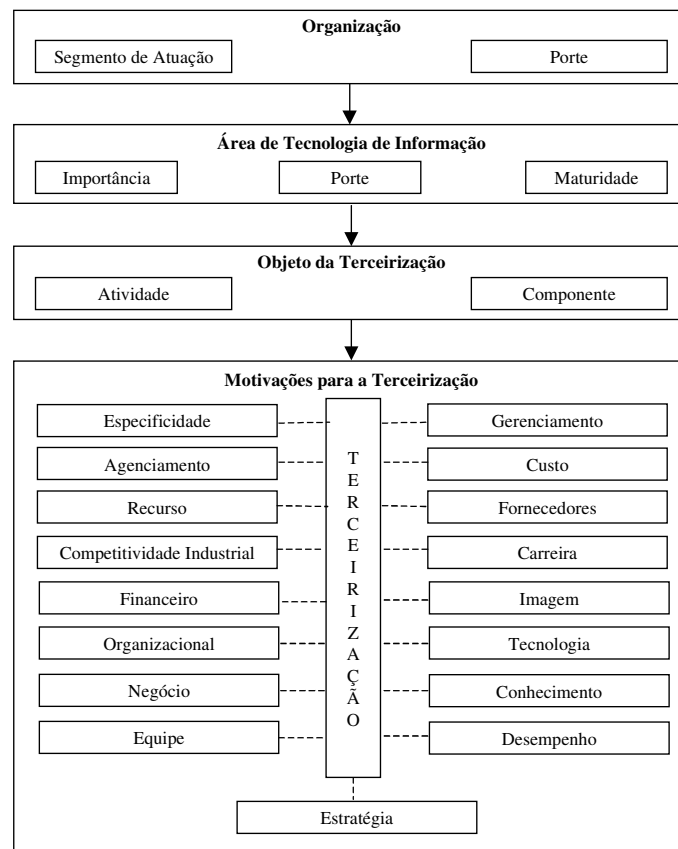 Organização
Segmento de Atuação
Porte
Área de Tecnologia de Informação
Importância
Porte
Maturidade
Objeto da Terceirização
Atividade
Componente
Motivações para a Terceirização
Especificidade
Agenciamento
Recurso
Competitividade Industrial
Financeiro
Organizacional
Negócio
Equipe
TERCEIRIZAÇÃO
Gerenciamento
Custo
Fornecedores
Carreira
Imagem
Tecnologia
Conhecimento
Desempenho
Estratégia